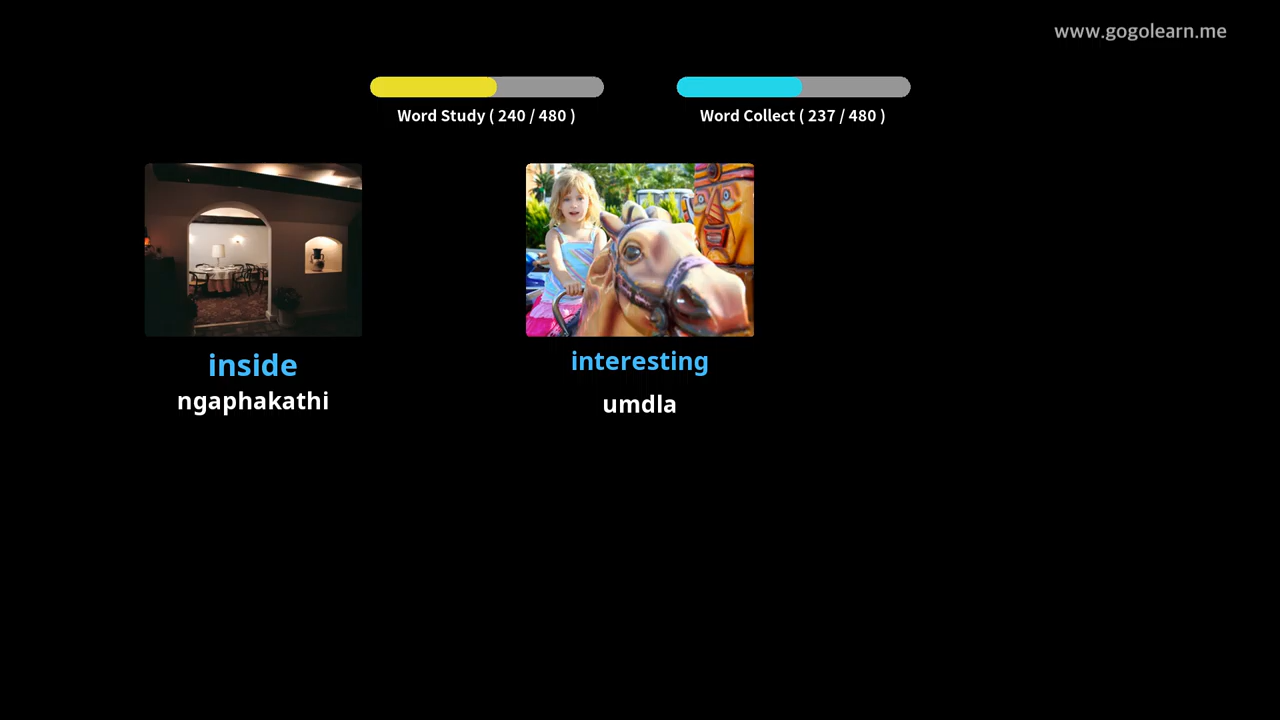 www.gogolearn.me
Word Study ( 240 / 480 )
Word Collect ( 237 / 480 )
inside
ngaphakathi
interesting
umdla